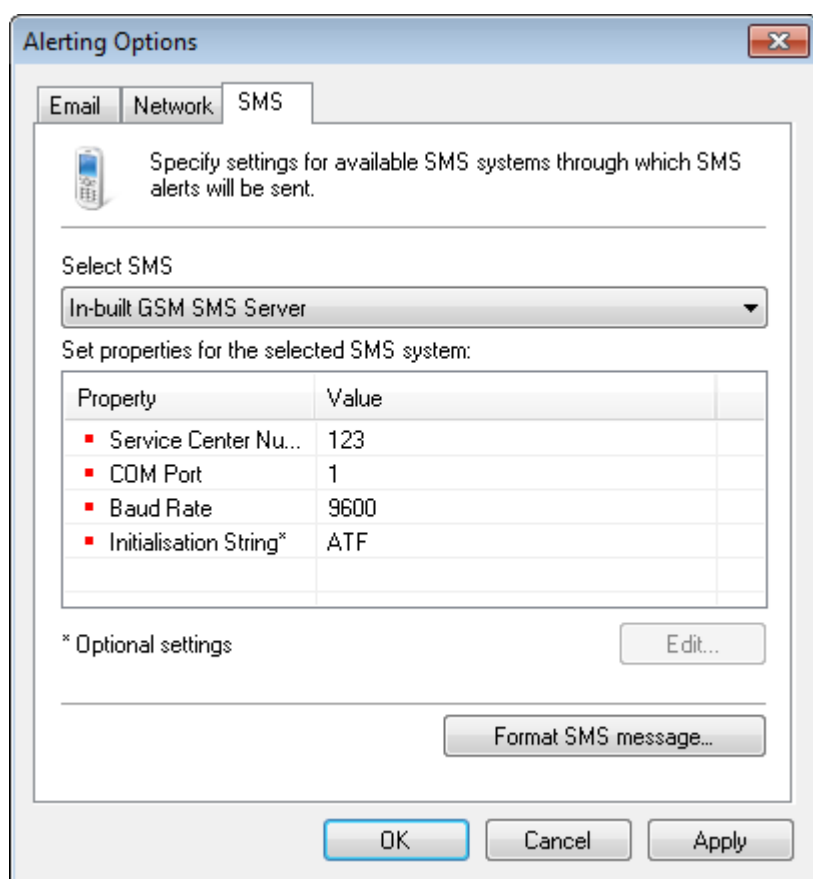 Alerting Options
Email Network SMS
Specify settings for available SMS systems through which SMS
alerts will be sent.
Select SMS
In-built GSM SMS Server
Set properties for the selected SMS system:
Property Value
Service Center Nu... 123
COM Port 1
Baud Rate 9600
Initialisation String* ATF
* Optional settings Edit...
Format SMS message...
OK Cancel Apply